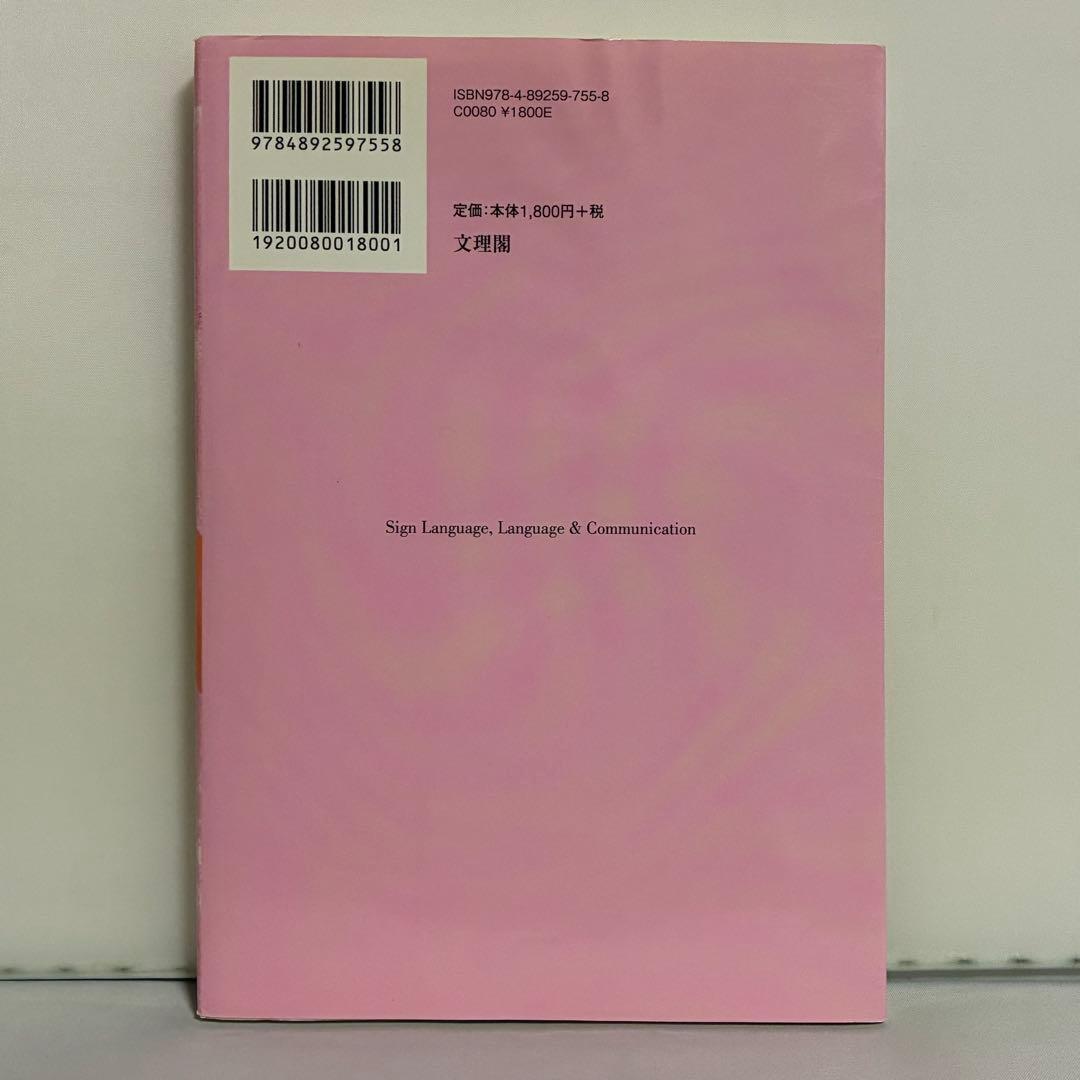 9784892597558
1920080018001
ISBN978-4-89259-755-8
C0080 ¥1800E
定価:本体1,800円+税
文理閣
Sign Language, Language & Communication